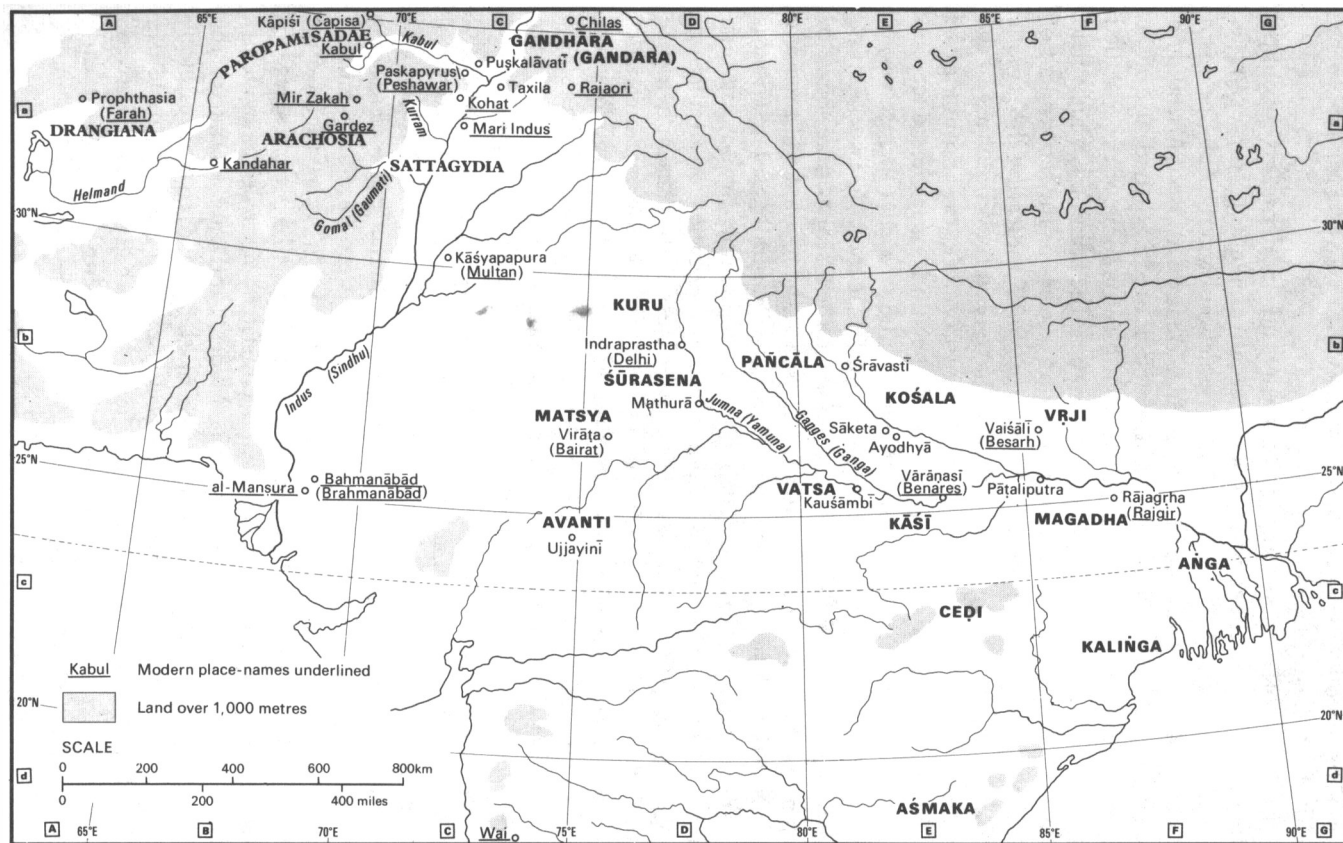 A
65°E
Kāpiśī (Capisa)
70°E
C
Chilas
D
80°E
E
F
90°E
G
PAROPAMISADAE
Kabul
Kabul
GANDHĀRA
(GANDARA)
Puṣkalāvatī
Paskapyrus
(Peshawar)
Taxila
Rajaori
a
Prophthasia
(Farah)
DRANGIANA
Mir Zakah
Gardez
ARACHOSIA
Kohat
Kurram
Mari Indus
a
Kandahar
SATTAGYDIA
Helmand
Gomal (Gaumati)
30°N
30°N
Kāśyapapura
(Multan)
KURU
b
b
Indraprastha
(Delhi)
PAÑCĀLA
Śrāvastī
Indus (Sindhu)
ŚŪRASENA
Mathurā
KOŚALA
MATSYA
Virāṭa
(Bairat)
Jumna (Yamuna)
Ganges (Ganga)
Sāketa
Ayodhyā
Vaiśālī
(Besarh)
VRJI
25°N
25°N
al-Mansura
Bahmanābād
(Brahmanābād)
VATSA
Kauśāmbī
Vārāṇasī
(Benares)
Pāṭaliputra
Rājagṛha
(Rajgir)
AVANTI
Ujjayinī
KĀŚĪ
MAGADHA
AṄGA
c
c
CEḌI
KALIṄGA
Kabul Modern place-names underlined
Land over 1,000 metres
20°N
20°N
SCALE
0 200 400 600 800km
0 200 400 miles
d
d
AŚMAKA
A
65°E
B
70°E
C
Wai
75°E
D
80°E
E
85°E
F
90°E
G